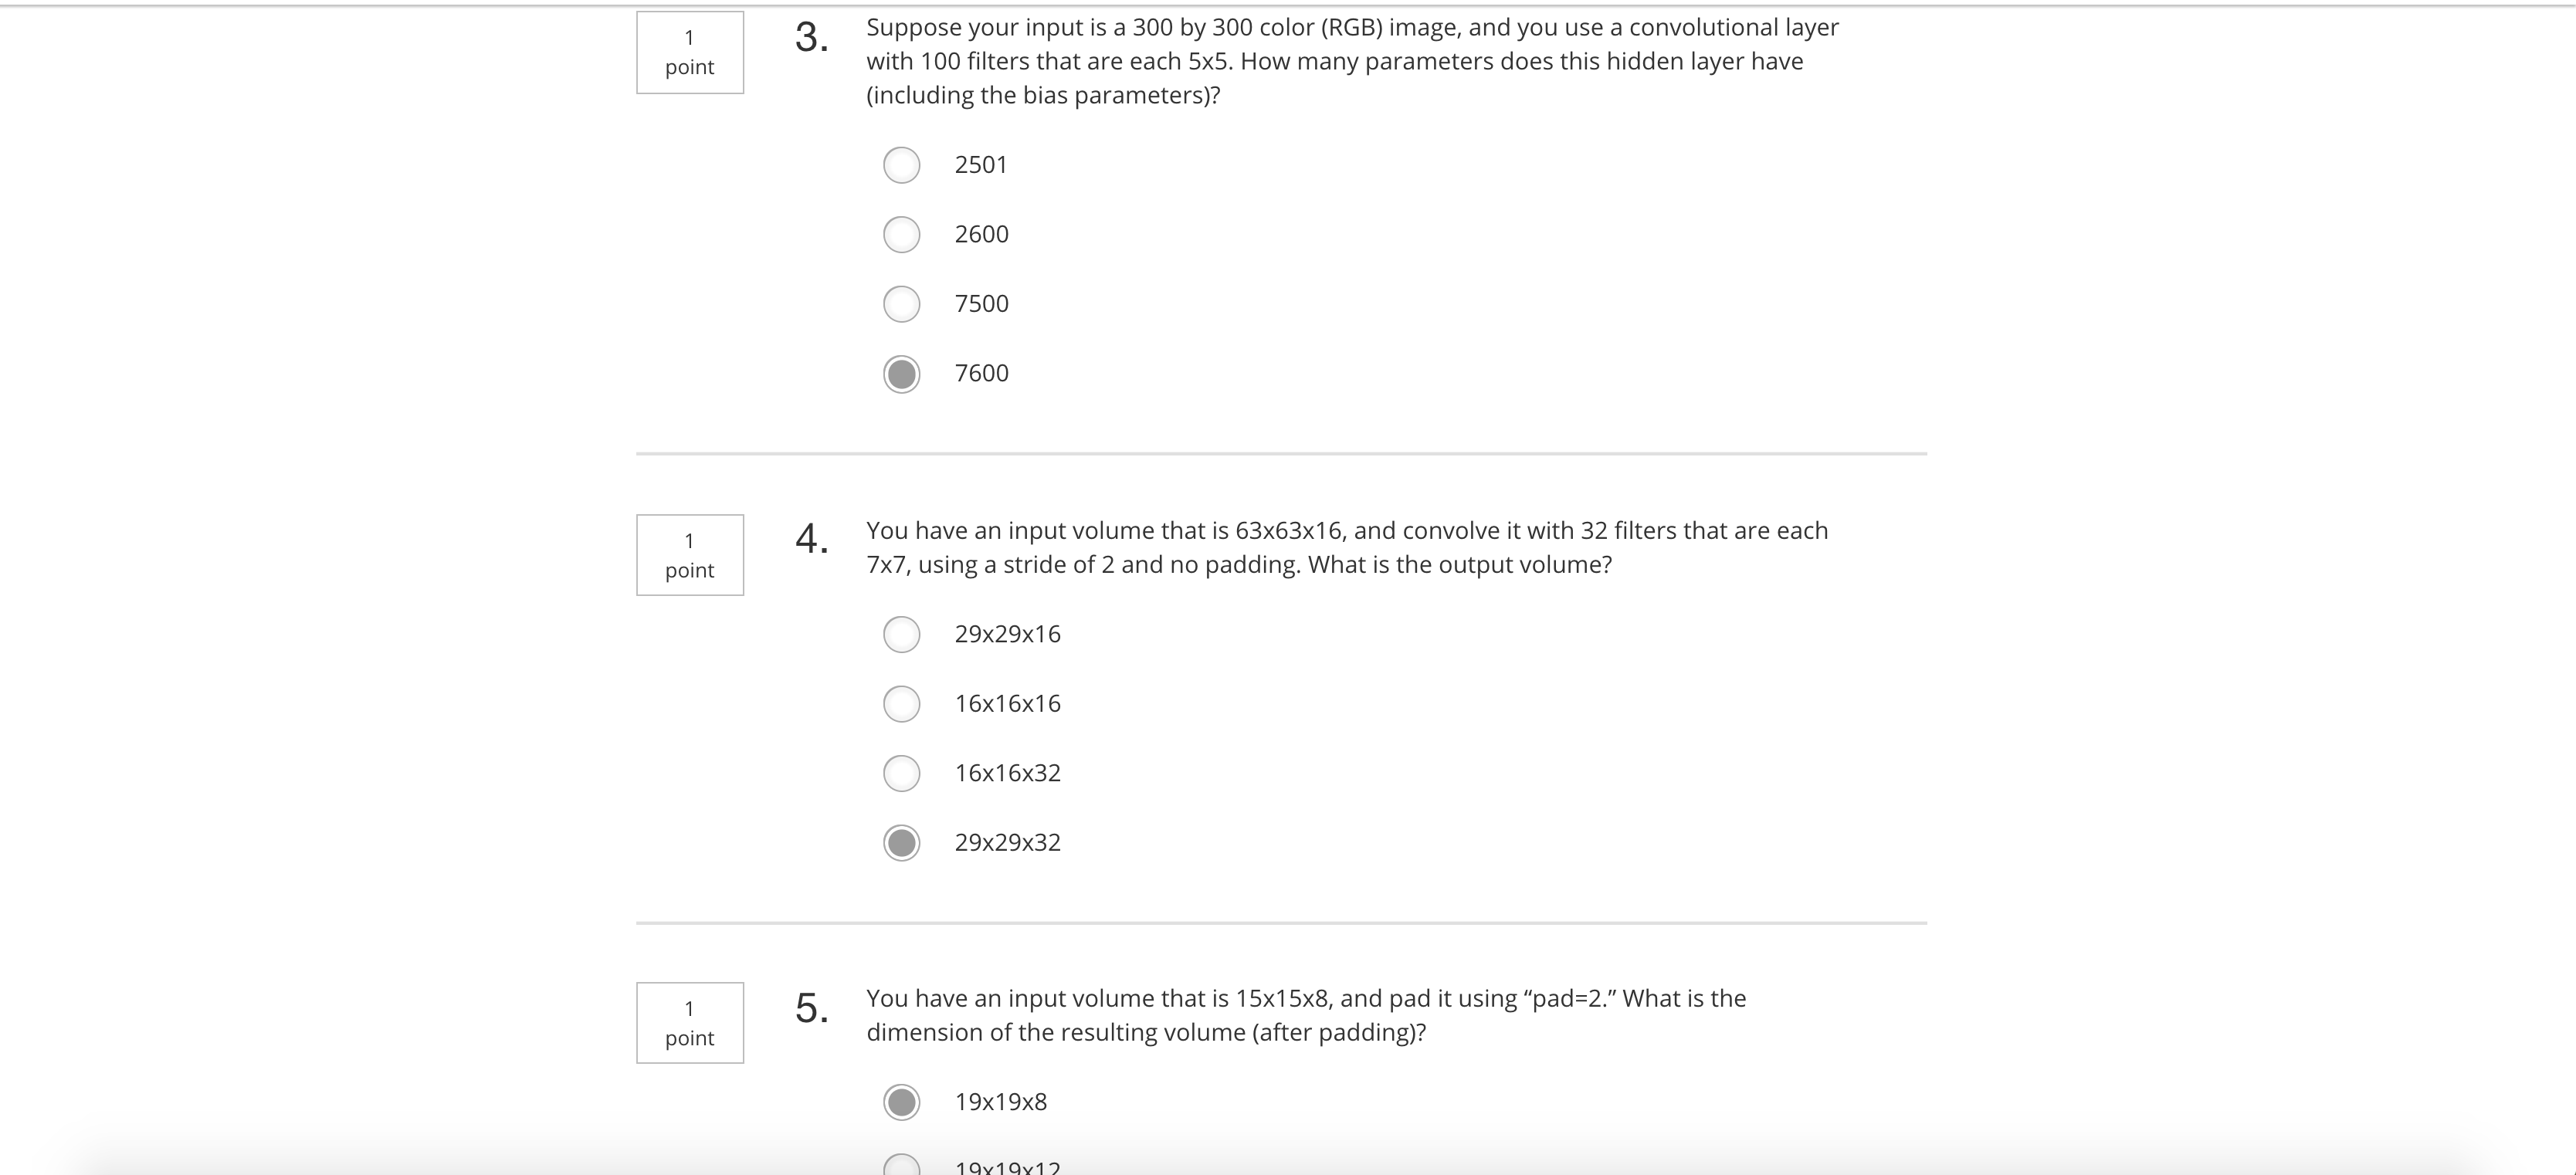 1
point
3.
Suppose your input is a 300 by 300 color (RGB) image, and you use a convolutional layer
with 100 filters that are each 5x5. How many parameters does this hidden layer have
(including the bias parameters)?
2501
2600
7500
7600
1
point
4.
You have an input volume that is 63x63x16, and convolve it with 32 filters that are each
7x7, using a stride of 2 and no padding. What is the output volume?
29x29x16
16x16x16
16x16x32
29x29x32
1
point
5.
You have an input volume that is 15x15x8, and pad it using “pad=2.” What is the
dimension of the resulting volume (after padding)?
19x19x8
19x19x12